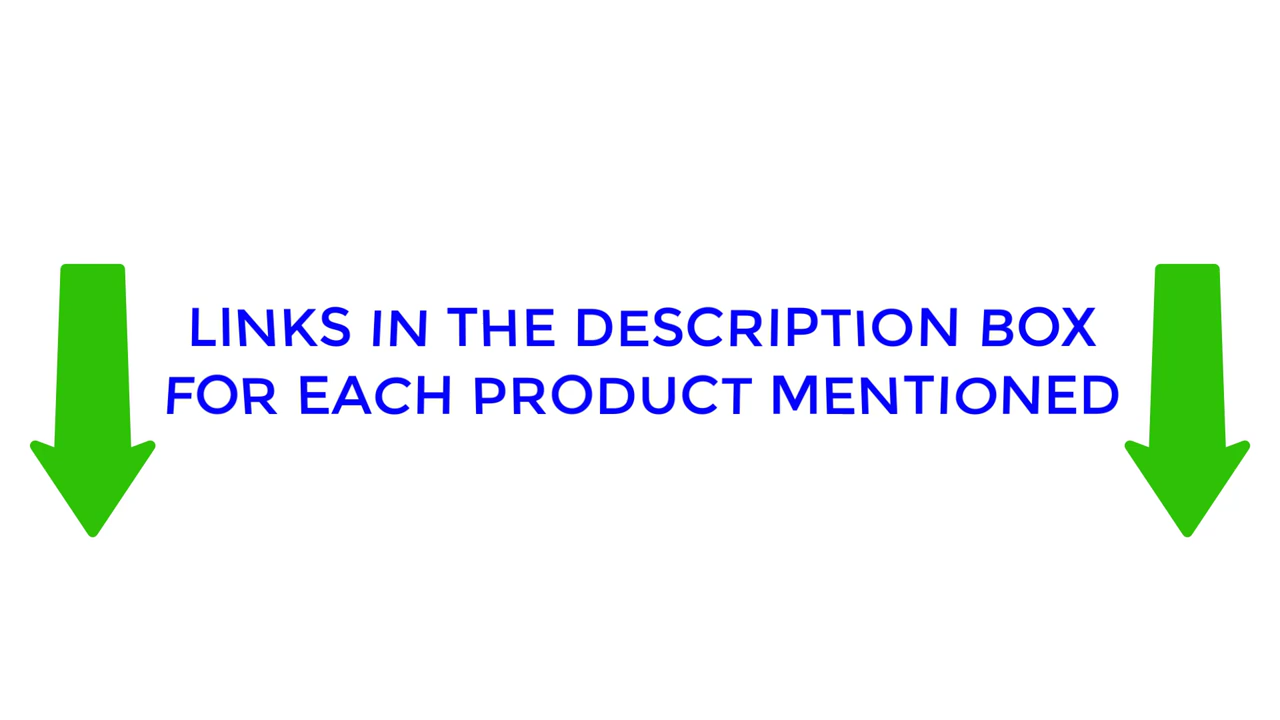 LINKS IN THE DESCRIPTION BOX
FOR EACH PRODUCT MENTIONED